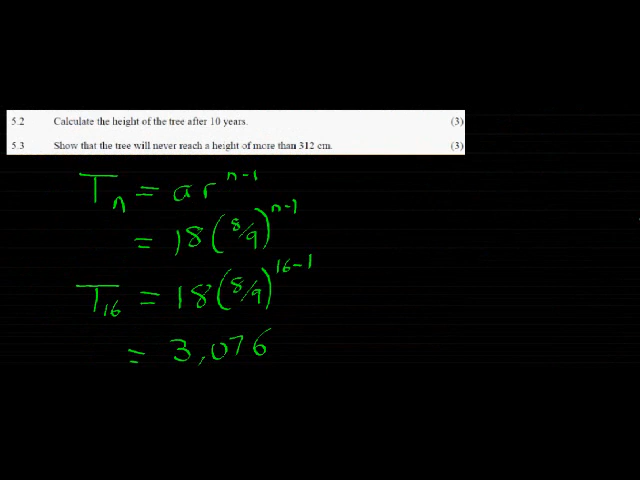 5.2 Calculate the height of the tree after 10 years. (3)
5.3 Show that the tree will never reach a height of more than 312 cm. (3)
Tn = ar^(n-1)
= 18(8/9)^(n-1)
T16 = 18(8/9)^(16-1)
= 3,076